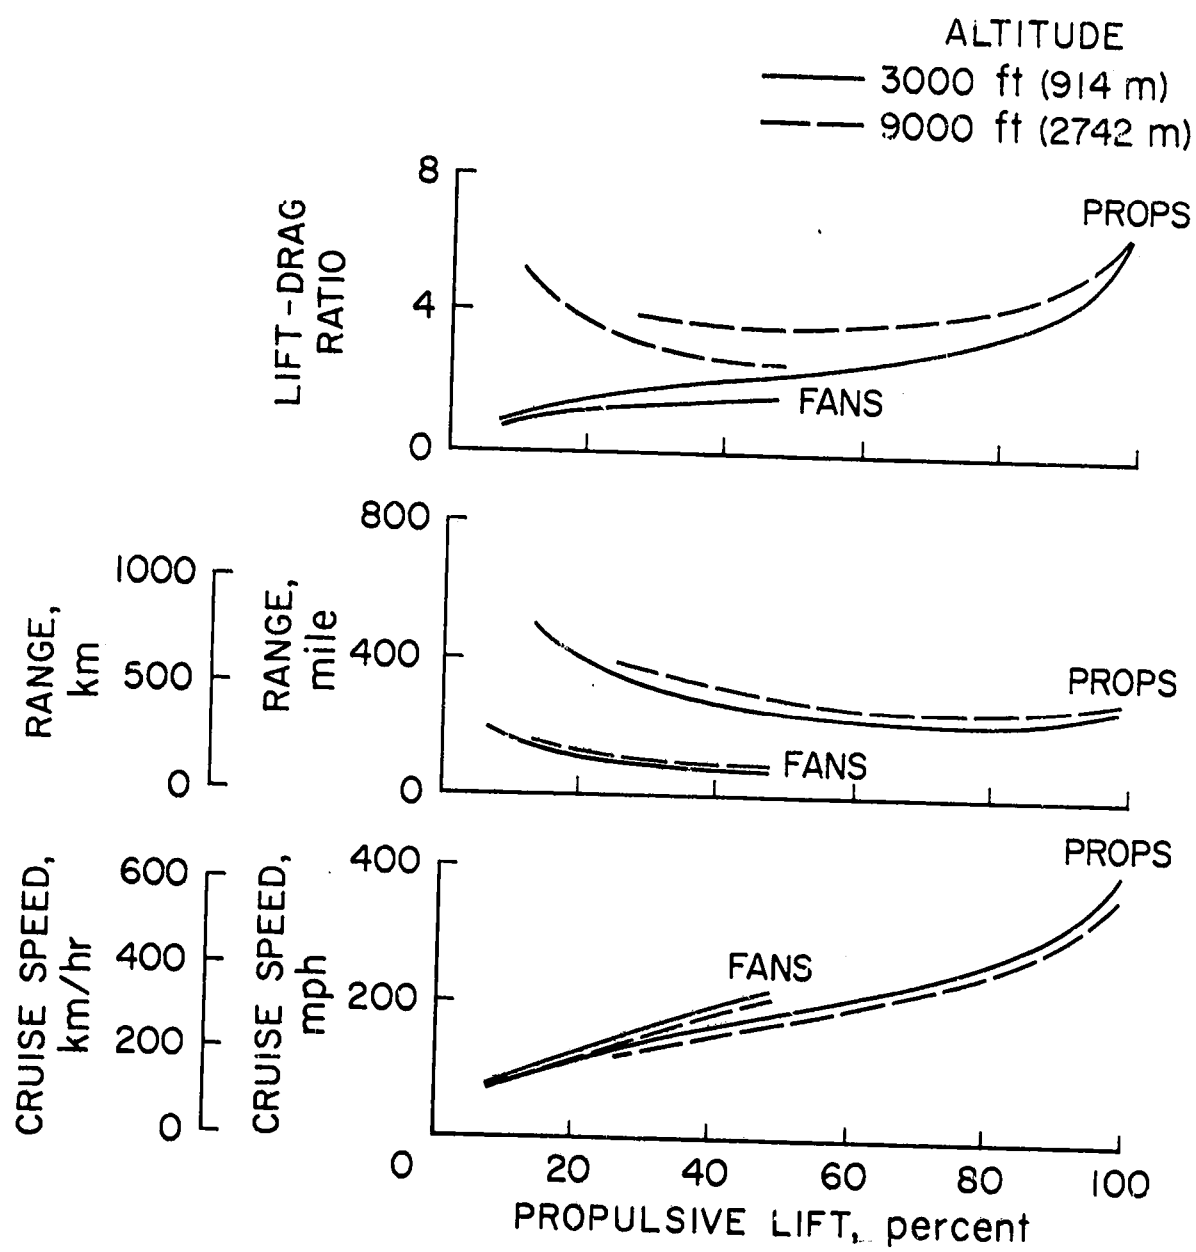 ALTITUDE
3000 ft (914 m)
9000 ft (2742 m)
8
4
0
LIFT-DRAG
RATIO
PROPS
FANS
800
400
0
1000
500
0
RANGE,
km
RANGE,
mile
PROPS
FANS
600
400
200
0
CRUISE SPEED,
km/hr
CRUISE SPEED,
mph
400
200
PROPS
FANS
0 20 40 60 80 100
PROPULSIVE LIFT, percent